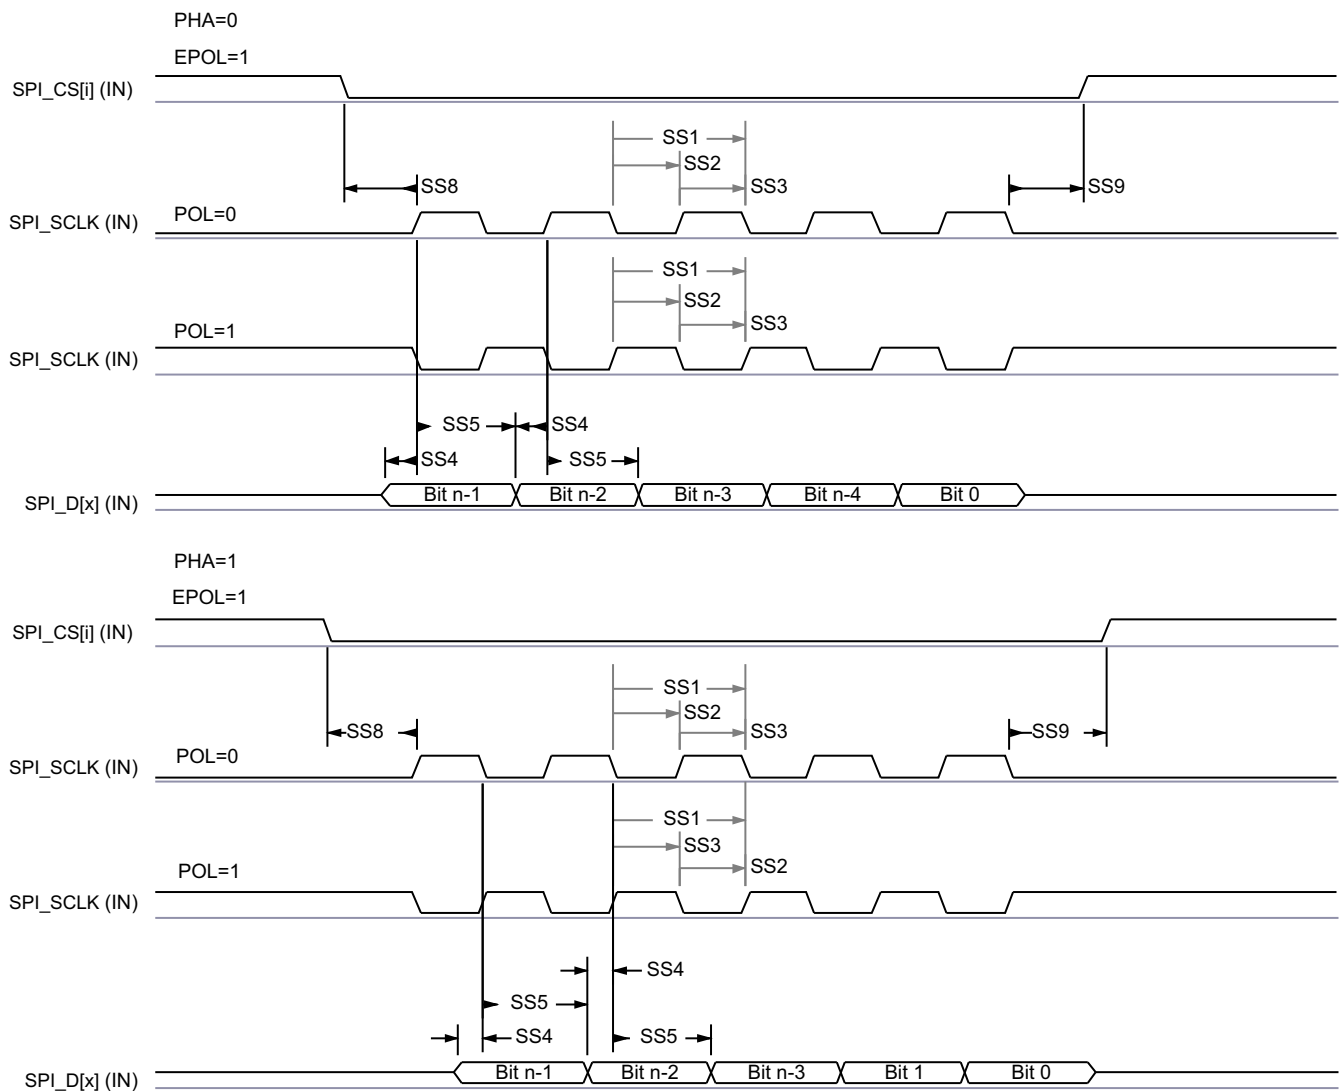 PHA=0
EPOL=1
SPI_CS[i] (IN)
SS1
SS2
SS8
SS3
SS9
POL=0
SPI_SCLK (IN)
SS1
SS2
SS3
POL=1
SPI_SCLK (IN)
SS5
SS4
SS4
SS5
SPI_D[x] (IN)
Bit n-1
Bit n-2
Bit n-3
Bit n-4
Bit 0
PHA=1
EPOL=1
SPI_CS[i] (IN)
SS1
SS2
SS8
SS3
SS9
POL=0
SPI_SCLK (IN)
SS1
SS3
SS2
POL=1
SPI_SCLK (IN)
SS4
SS5
SS4
SS5
SPI_D[x] (IN)
Bit n-1
Bit n-2
Bit n-3
Bit 1
Bit 0